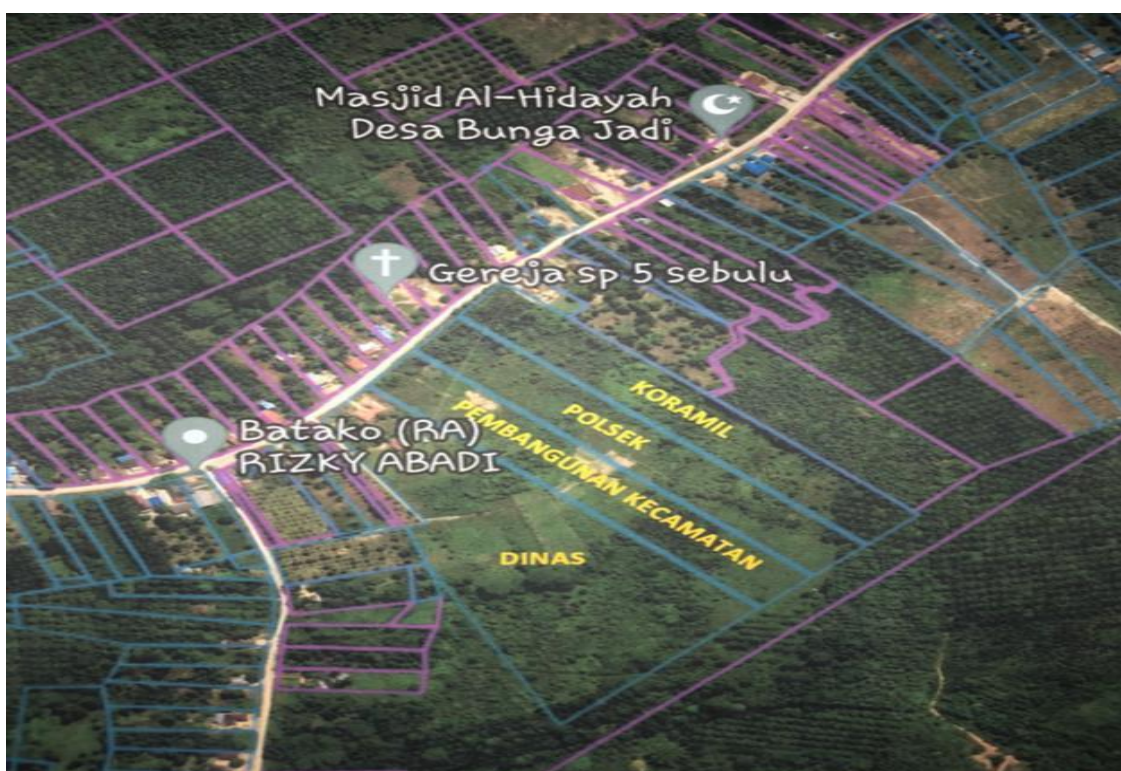 Masjid Al-Hidayah
Desa Bunga Jadi
Gereja sp 5 sebulu
KORAMIL
POLSEK
PEMBANGUNAN KECAMATAN
Batako (RA)
RIZKY ABADI
DINAS